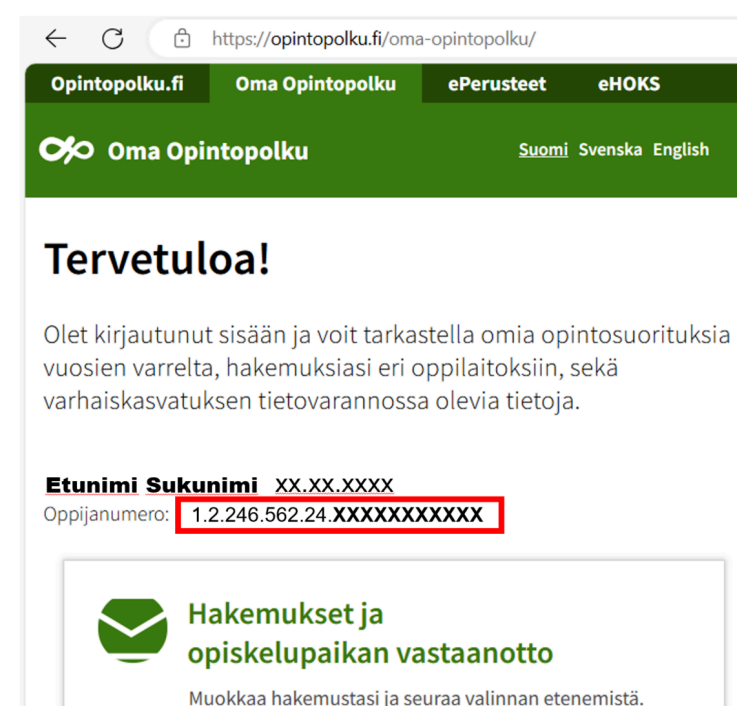 https://opintopolku.fi/oma-opintopolku/
Opintopolku.fi Oma Opintopolku ePerusteet eHOKS
Oma Opintopolku Suomi Svenska English
Tervetuloa!
Olet kirjautunut sisään ja voit tarkastella omia opintosuorituksia
vuosien varrelta, hakemuksiasi eri oppilaitoksiin, sekä
varhaiskasvatuksen tietovarannossa olevia tietoja.
Etunimi Sukunimi XX.XX.XXXX
Oppijanumero: 1.2.246.562.24.XXXXXXXXXXX
Hakemukset ja
opiskelupaikan vastaanotto
Muokkaa hakemustasi ja seuraa valinnan etenemistä.